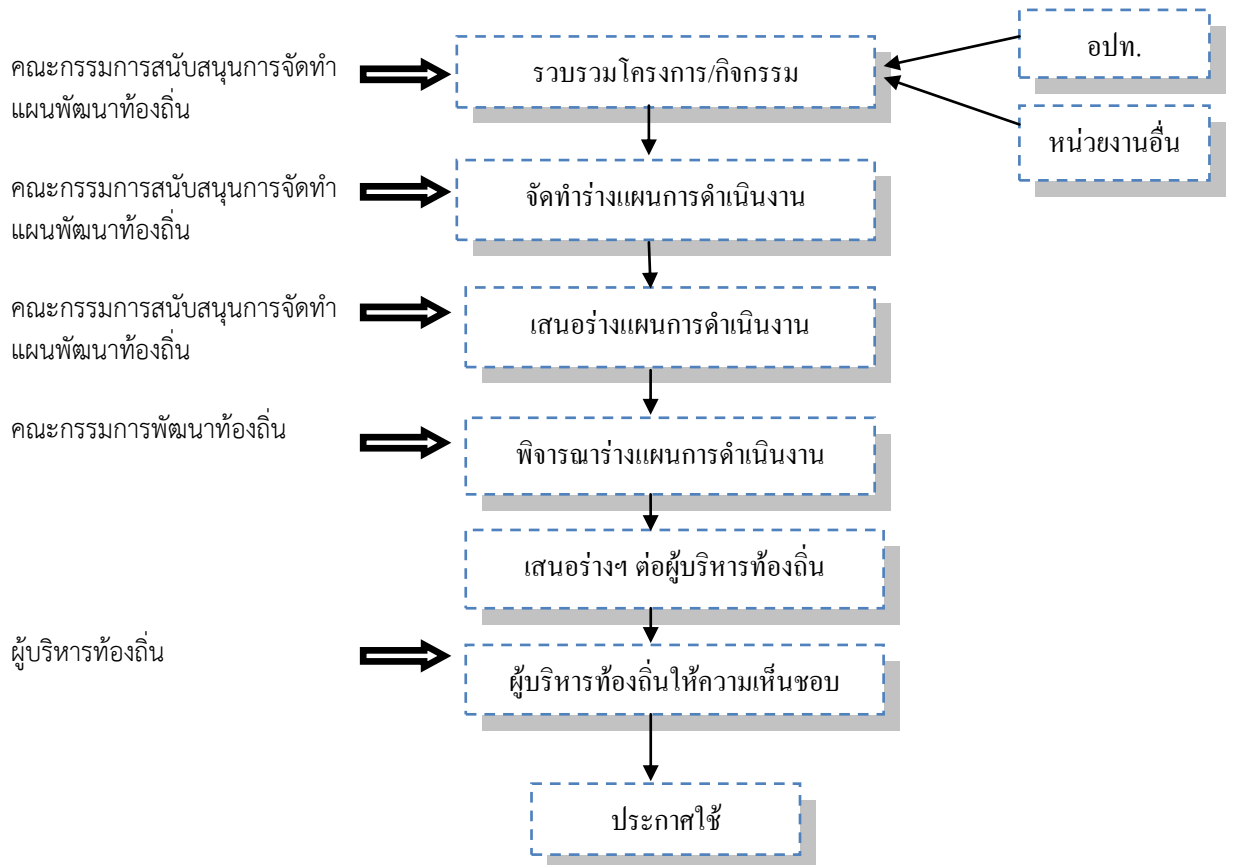 คณะกรรมการสนับสนุนการจัดทำ
แผนพัฒนาท้องถิ่น
รวบรวมโครงการ/กิจกรรม
อปท.
หน่วยงานอื่น
คณะกรรมการสนับสนุนการจัดทำ
แผนพัฒนาท้องถิ่น
จัดทำร่างแผนการดำเนินงาน
คณะกรรมการสนับสนุนการจัดทำ
แผนพัฒนาท้องถิ่น
เสนอร่างแผนการดำเนินงาน
คณะกรรมการพัฒนาท้องถิ่น
พิจารณาร่างแผนการดำเนินงาน
เสนอร่างฯ ต่อผู้บริหารท้องถิ่น
ผู้บริหารท้องถิ่น
ผู้บริหารท้องถิ่นให้ความเห็นชอบ
ประกาศใช้